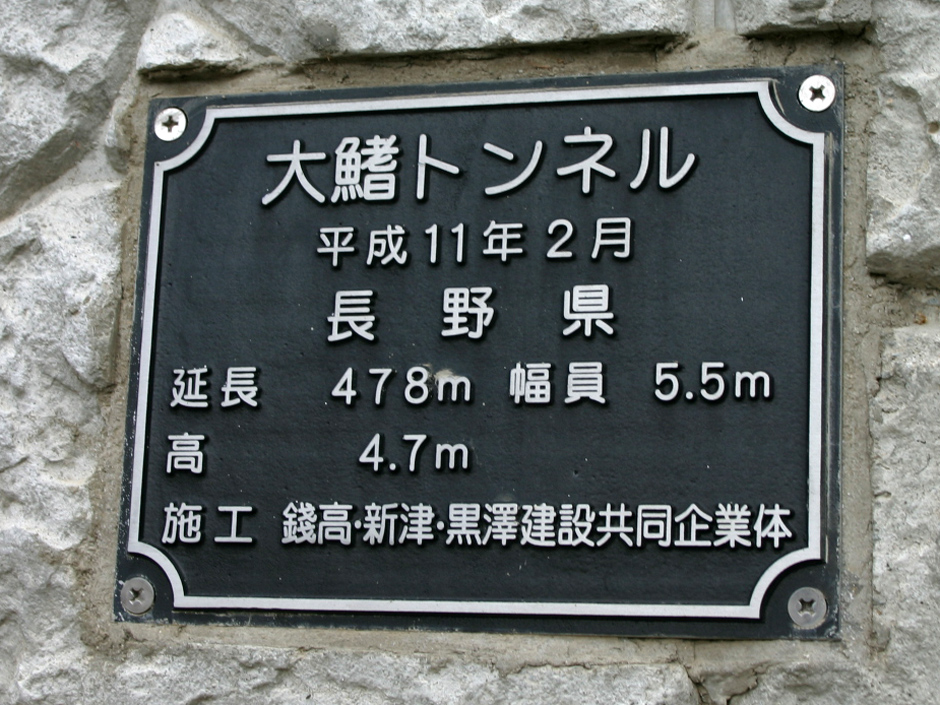 大鰭トンネル
平成11年2月
長野県
延長 478m 幅員 5.5m
高 4.7m
施工 錢高・新津・黒澤建設共同企業体